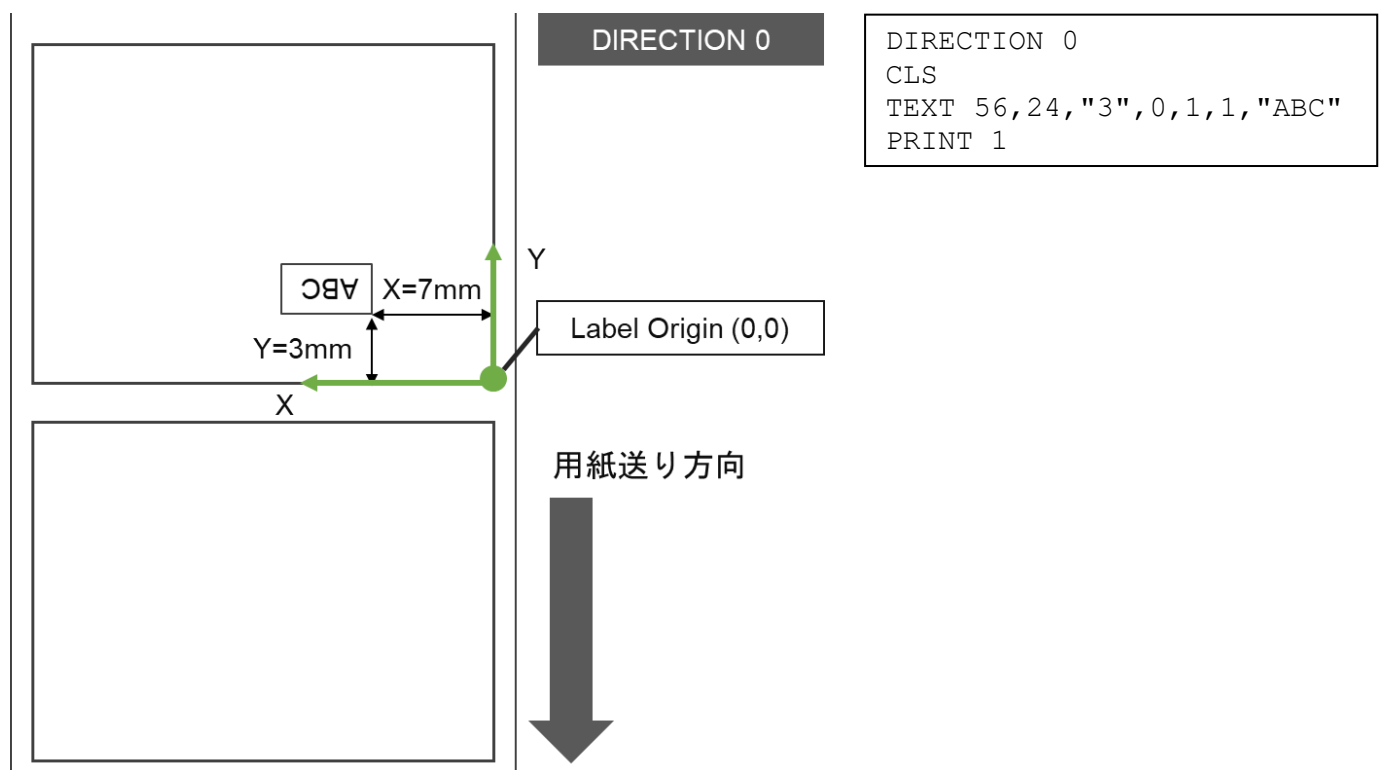 DIRECTION 0
DIRECTION 0
CLS
TEXT 56,24,"3",0,1,1,"ABC"
PRINT 1
Y
ABC
X=7mm
Label Origin (0,0)
Y=3mm
X
用紙送り方向